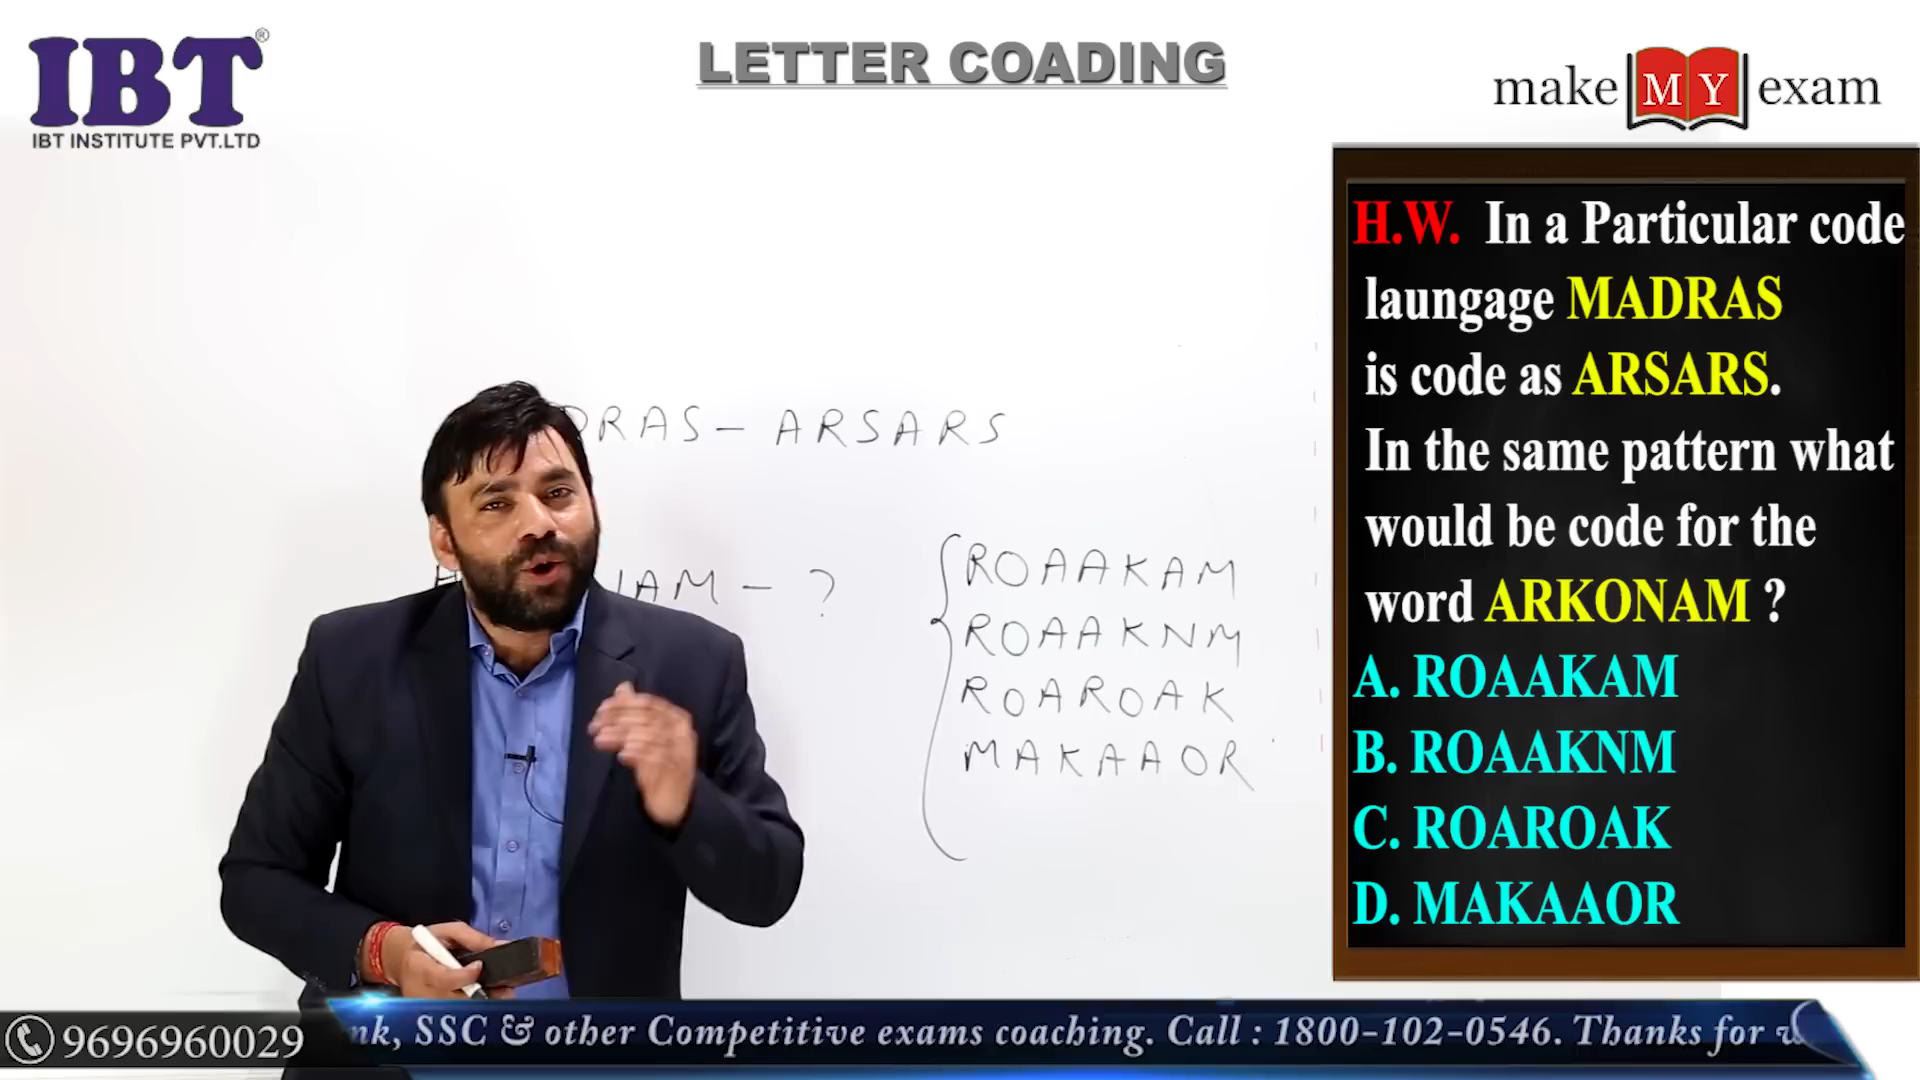 IBT®
IBT INSTITUTE PVT.LTD
LETTER COADING
make MY exam
DRAS - ARSARS
AM - ?
ROAAKAM
ROAAKNM
ROAROAK
MAKAAOR
H.W. In a Particular code
laungage MADRAS
is code as ARSARS.
In the same pattern what
would be code for the
word ARKONAM ?
A. ROAAKAM
B. ROAAKNM
C. ROAROAK
D. MAKAAOR
9696960029
nk, SSC & other Competitive exams coaching. Call : 1800-102-0546. Thanks for